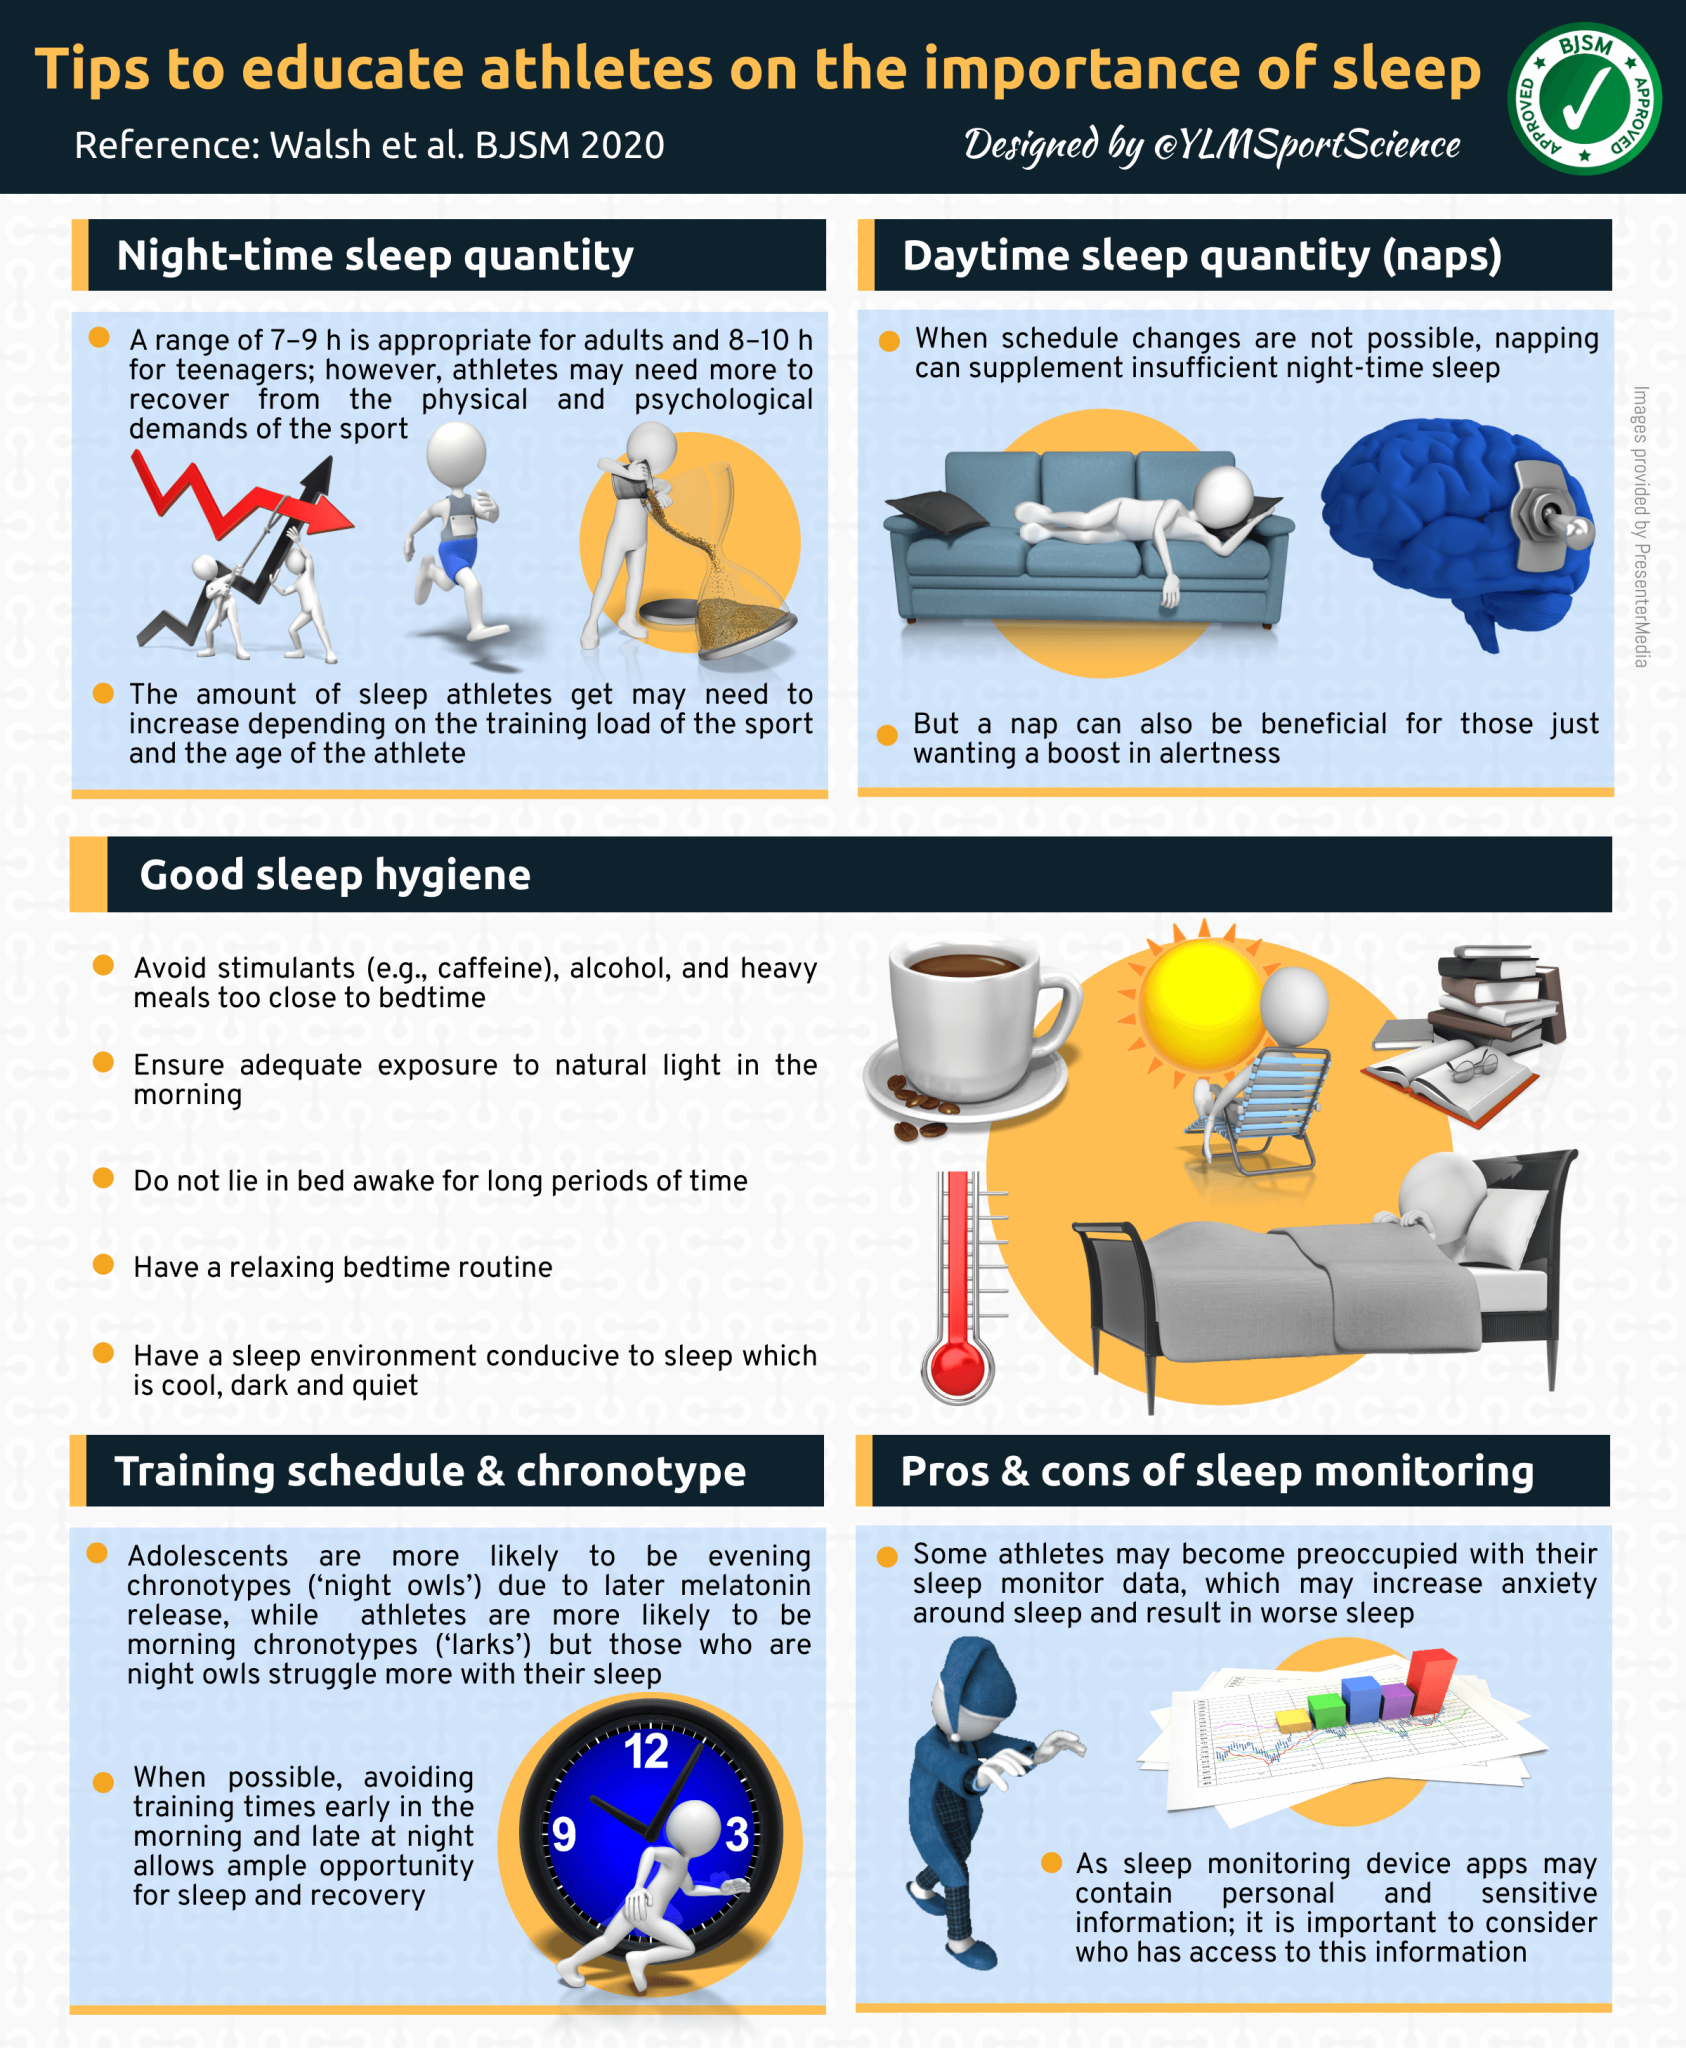 Tips to educate athletes on the importance of sleep
Reference: Walsh et al. BJSM 2020
Designed by @YLMSportScience
BJSM
APPROVED
APPROVED
Night-time sleep quantity
A range of 7–9 h is appropriate for adults and 8–10 h
for teenagers; however, athletes may need more to
recover from the physical and psychological
demands of the sport
The amount of sleep athletes get may need to
increase depending on the training load of the sport
and the age of the athlete
Daytime sleep quantity (naps)
When schedule changes are not possible, napping
can supplement insufficient night-time sleep
But a nap can also be beneficial for those just
wanting a boost in alertness
Images provided by PresenterMedia
Good sleep hygiene
Avoid stimulants (e.g., caffeine), alcohol, and heavy
meals too close to bedtime
Ensure adequate exposure to natural light in the
morning
Do not lie in bed awake for long periods of time
Have a relaxing bedtime routine
Have a sleep environment conducive to sleep which
is cool, dark and quiet
Training schedule & chronotype
Adolescents are more likely to be evening
chronotypes (‘night owls’) due to later melatonin
release, while athletes are more likely to be
morning chronotypes (‘larks’) but those who are
night owls struggle more with their sleep
When possible, avoiding
training times early in the
morning and late at night
allows ample opportunity
for sleep and recovery
12
9
3
Pros & cons of sleep monitoring
Some athletes may become preoccupied with their
sleep monitor data, which may increase anxiety
around sleep and result in worse sleep
As sleep monitoring device apps may
contain personal and sensitive
information; it is important to consider
who has access to this information